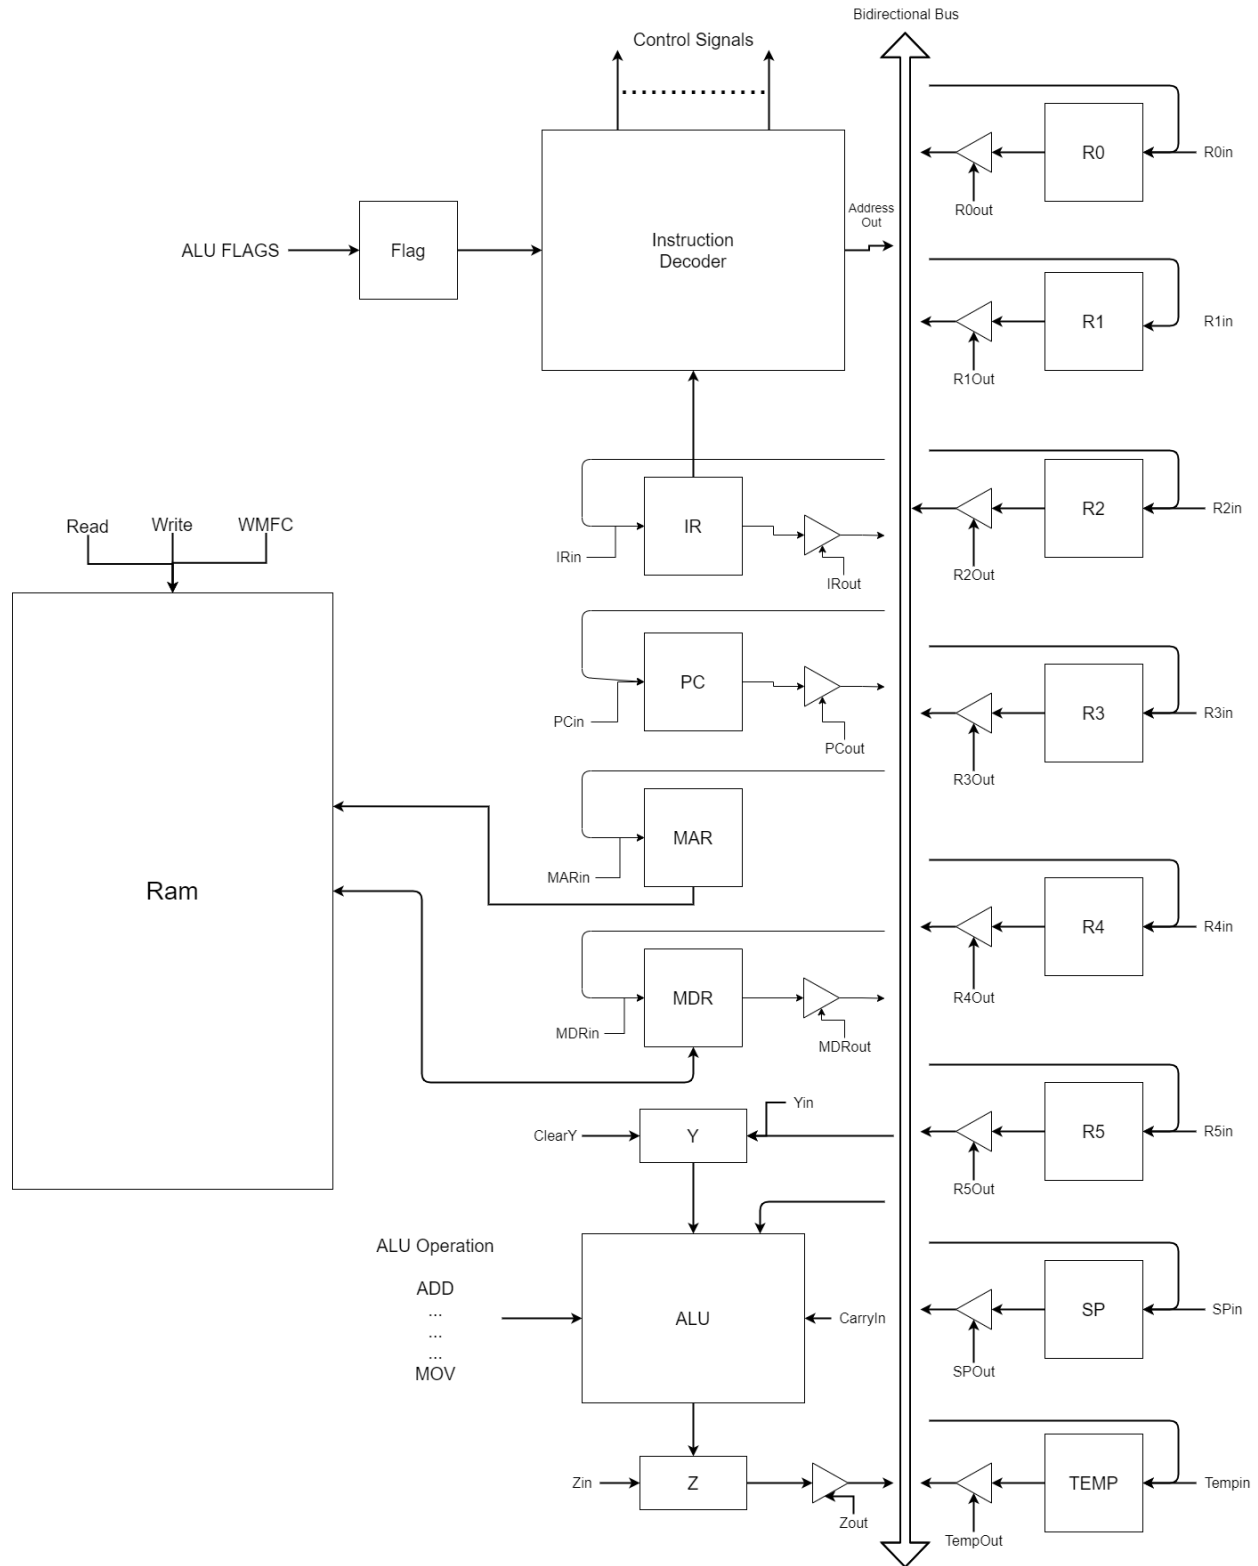 Bidirectional Bus
Control Signals
R0
R0in
R0out
Address
Out
ALU FLAGS
Flag
Instruction
Decoder
R1
R1in
R1Out
IR
IRin
IRout
R2
R2in
R2Out
Read
Write
WMFC
PC
PCin
PCout
R3
R3in
R3Out
MAR
MARin
Ram
R4
R4in
R4Out
MDR
MDRin
MDRout
Yin
ClearY
Y
R5
R5in
R5Out
ALU Operation
ADD
...
...
...
MOV
ALU
CarryIn
SP
SPin
SPOut
Zin
Z
Zout
TEMP
Tempin
TempOut